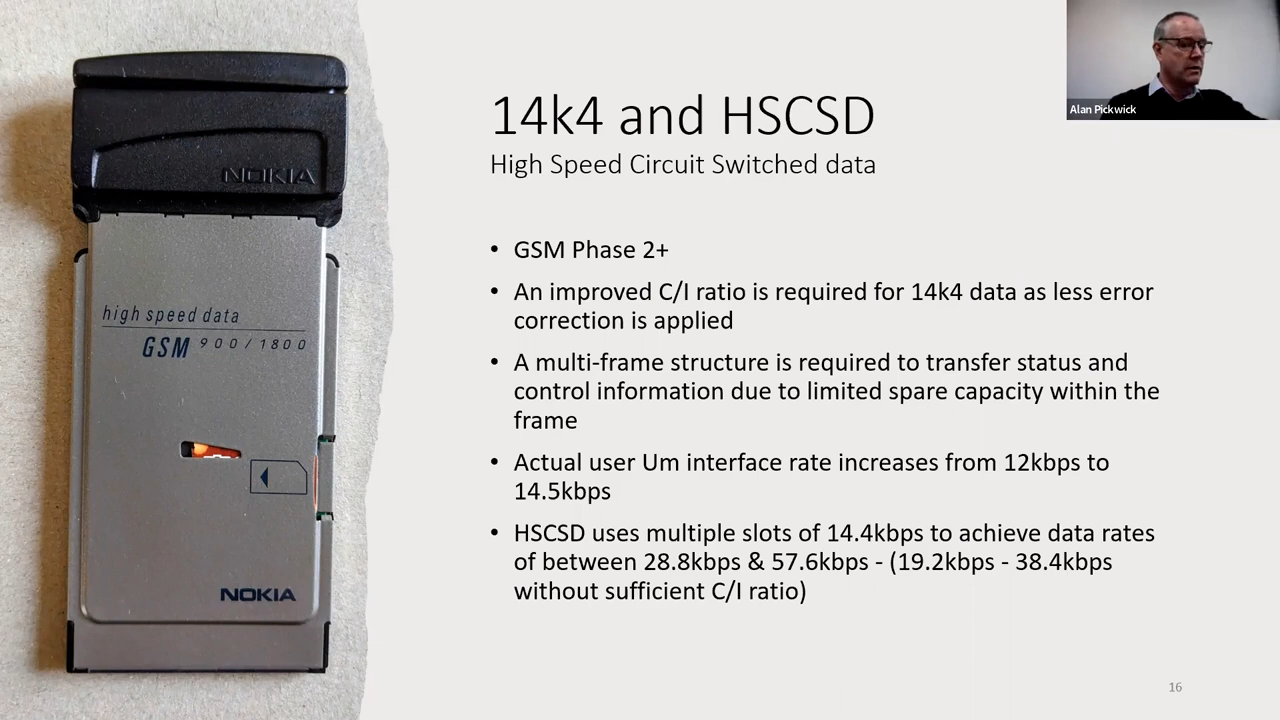 NOKIA
high speed data
GSM 900/1800
NOKIA
Alan Pickwick
14k4 and HSCSD
High Speed Circuit Switched data
• GSM Phase 2+
• An improved C/I ratio is required for 14k4 data as less error
correction is applied
• A multi-frame structure is required to transfer status and
control information due to limited spare capacity within the
frame
• Actual user Um interface rate increases from 12kbps to
14.5kbps
• HSCSD uses multiple slots of 14.4kbps to achieve data rates
of between 28.8kbps & 57.6kbps - (19.2kbps - 38.4kbps
without sufficient C/I ratio)
16